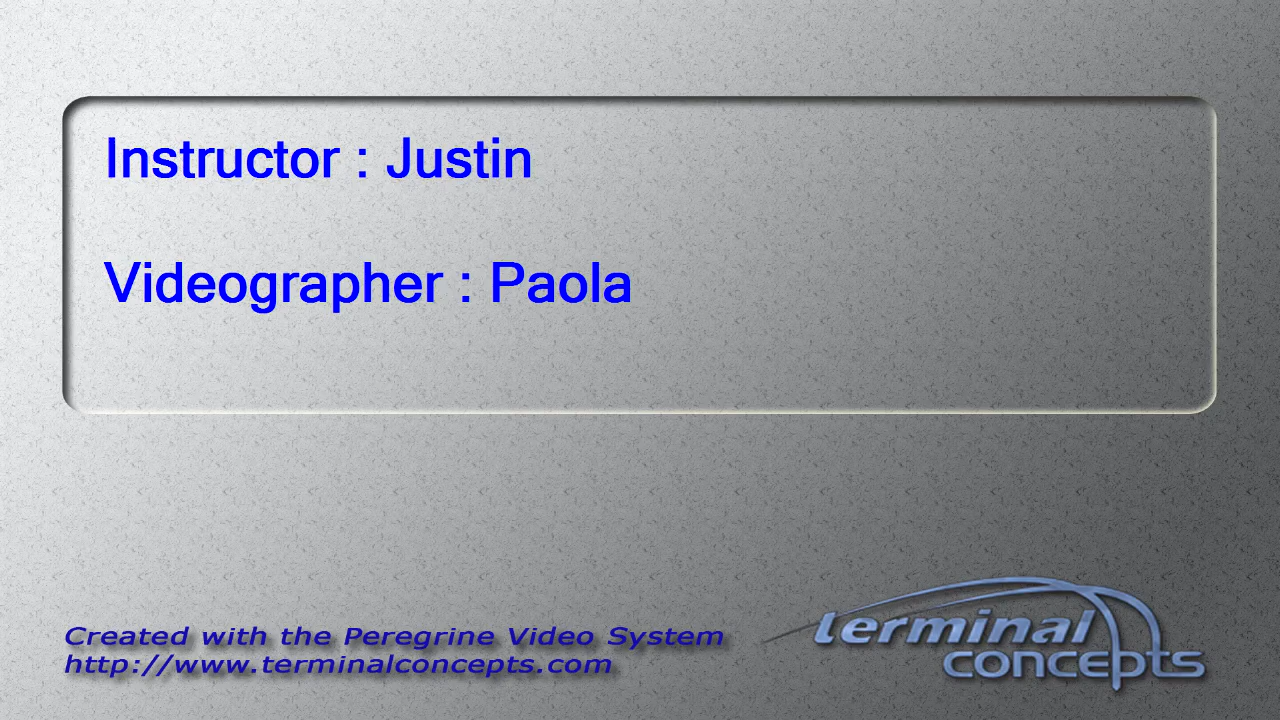 Instructor : Justin
Videographer : Paola
Created with the Peregrine Video System
http://www.terminalconcepts.com
terminal
concepts